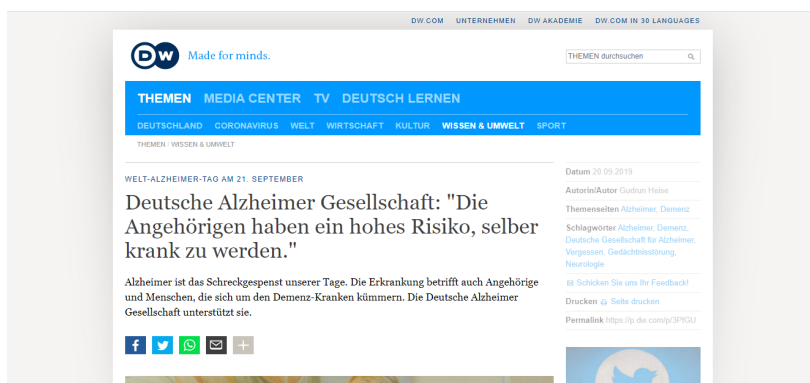 DW.COM UNTERNEHMEN DW AKADEMIE DW.COM IN 30 LANGUAGES
DW Made for minds.
THEMEN durchsuchen
THEMEN MEDIA CENTER TV DEUTSCH LERNEN
DEUTSCHLAND CORONAVIRUS WELT WIRTSCHAFT KULTUR WISSEN & UMWELT SPORT
THEMEN / WISSEN & UMWELT
WELT-ALZHEIMER-TAG AM 21. SEPTEMBER
Deutsche Alzheimer Gesellschaft: "Die
Angehörigen haben ein hohes Risiko, selber
krank zu werden."
Alzheimer ist das Schreckgespenst unserer Tage. Die Erkrankung betrifft auch Angehörige
und Menschen, die sich um den Demenz-Kranken kümmern. Die Deutsche Alzheimer
Gesellschaft unterstützt sie.
Datum 20.09.2019
Autorin/Autor Gudrun Heise
Themenseiten Alzheimer, Demenz
Schlagwörter Alzheimer, Demenz,
Deutsche Gesellschaft für Alzheimer,
Vergessen, Gedächtnisstörung,
Neurologie
Schicken Sie uns Ihr Feedback!
Drucken Seite drucken
Permalink https://p.dw.com/p/3PfGU